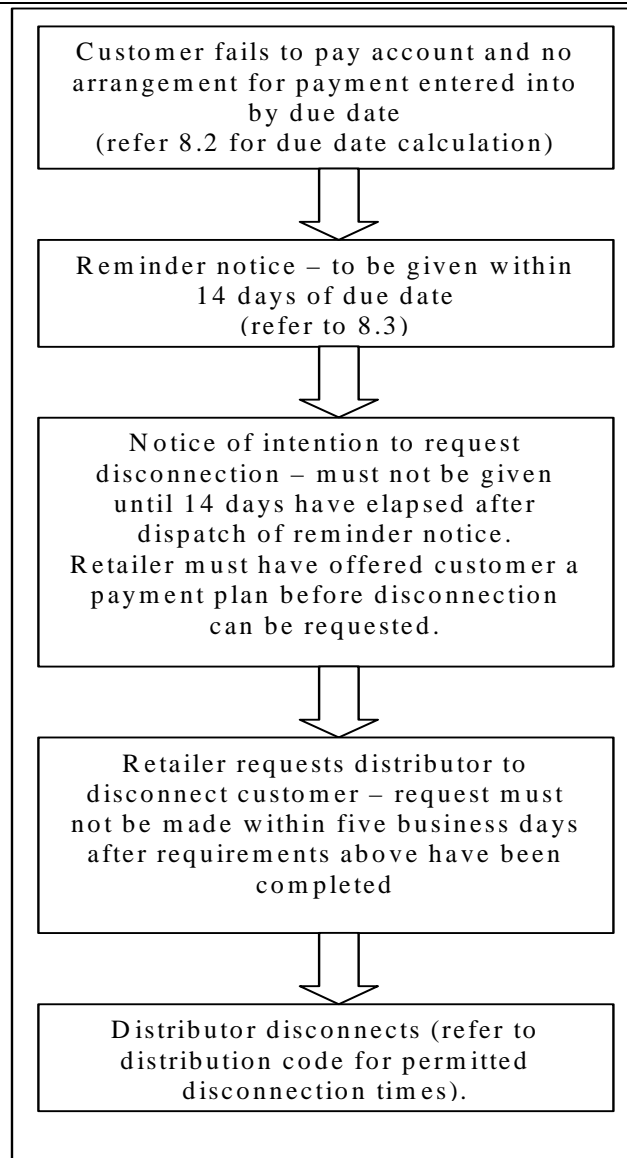 Customer fails to pay account and no
arrangement for payment entered into
by due date
(refer 8.2 for due date calculation)
Reminder notice – to be given within
14 days of due date
(refer to 8.3)
Notice of intention to request
disconnection – must not be given
until 14 days have elapsed after
dispatch of reminder notice.
Retailer must have offered customer a
payment plan before disconnection
can be requested.
Retailer requests distributor to
disconnect customer – request must
not be made within five business days
after requirements above have been
completed
Distributor disconnects (refer to
distribution code for permitted
disconnection times).